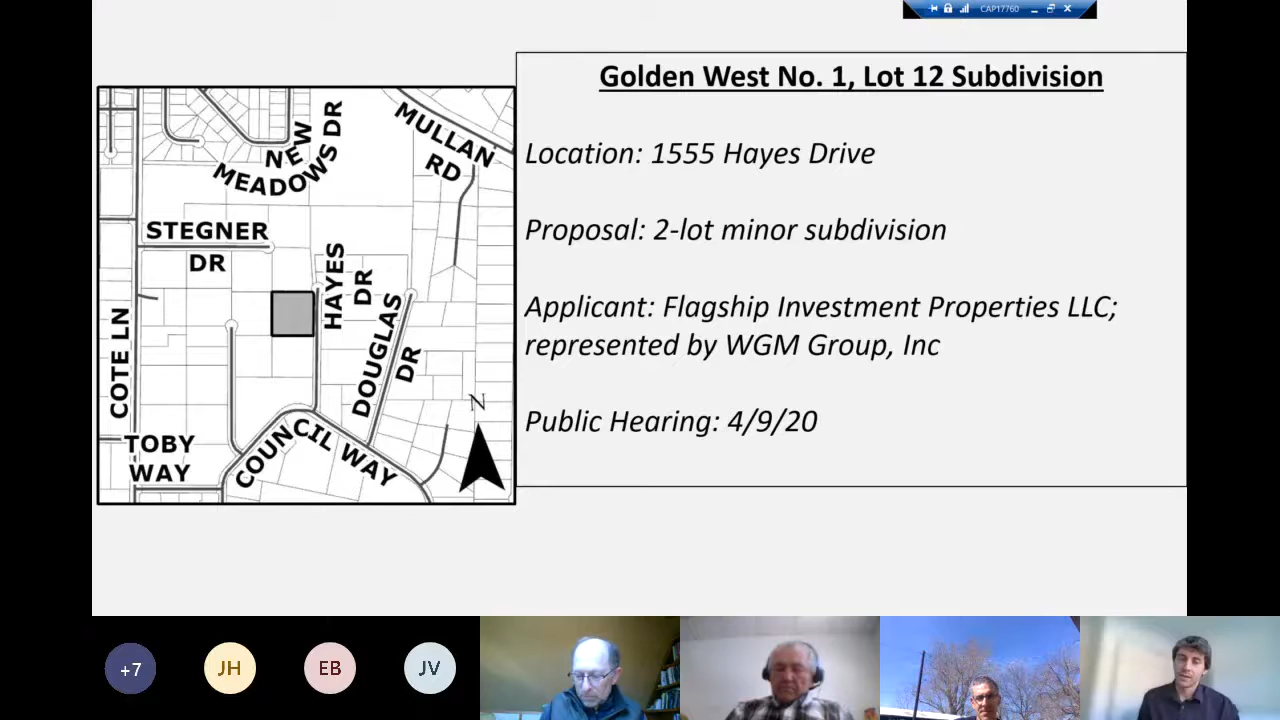 CAP17760
Golden West No. 1, Lot 12 Subdivision
Location: 1555 Hayes Drive
Proposal: 2-lot minor subdivision
Applicant: Flagship Investment Properties LLC;
represented by WGM Group, Inc
Public Hearing: 4/9/20
MULLAN
RD
NEW
MEADOWS DR
STEGNER
DR
HAYES
DR
DOUGLAS
DR
COTE LN
TOBY
WAY
COUNCIL WAY
N
+7
JH
EB
JV